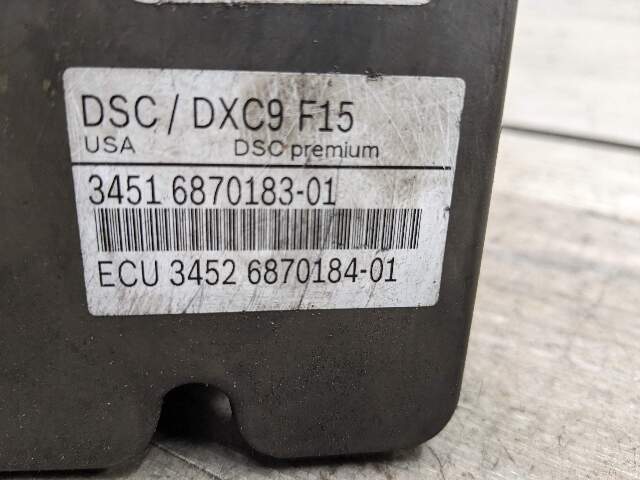 DSC / DXC9 F15
USA DSC premium
3451 6870183-01
ECU 3452 6870184-01